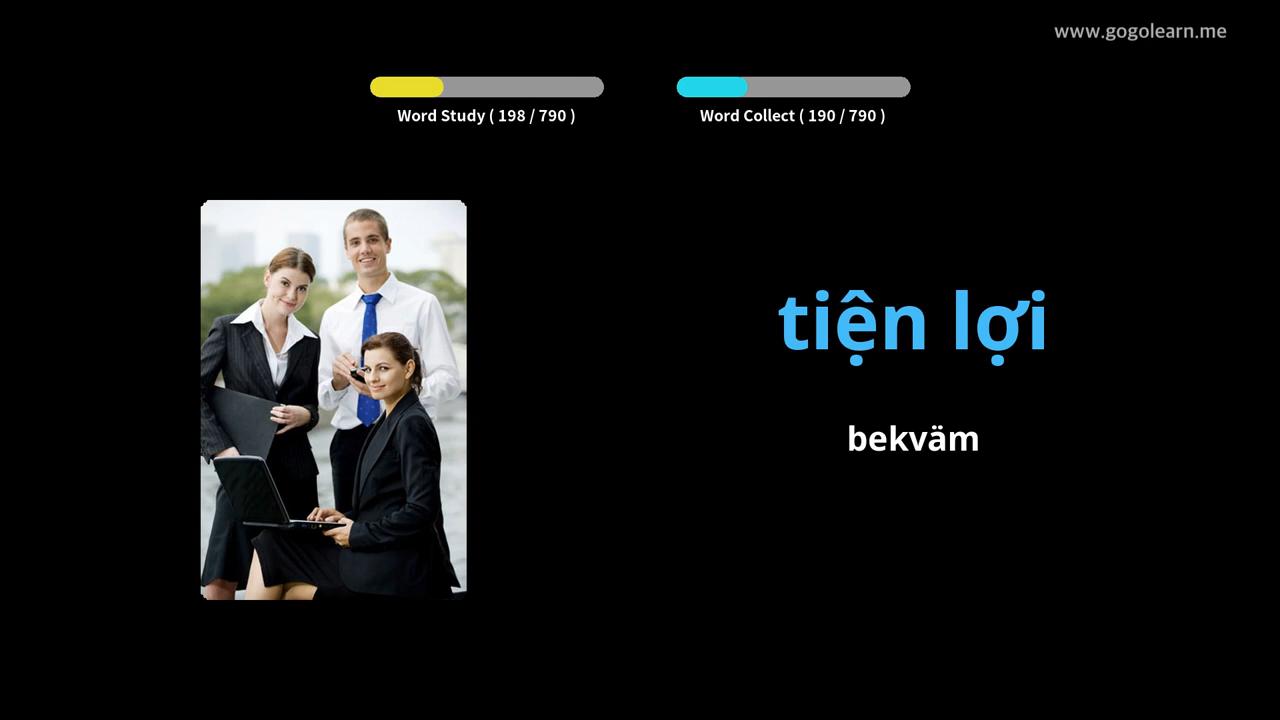 www.gogolearn.me
Word Study ( 198 / 790 )
Word Collect ( 190 / 790 )
tiện lợi
bekväm